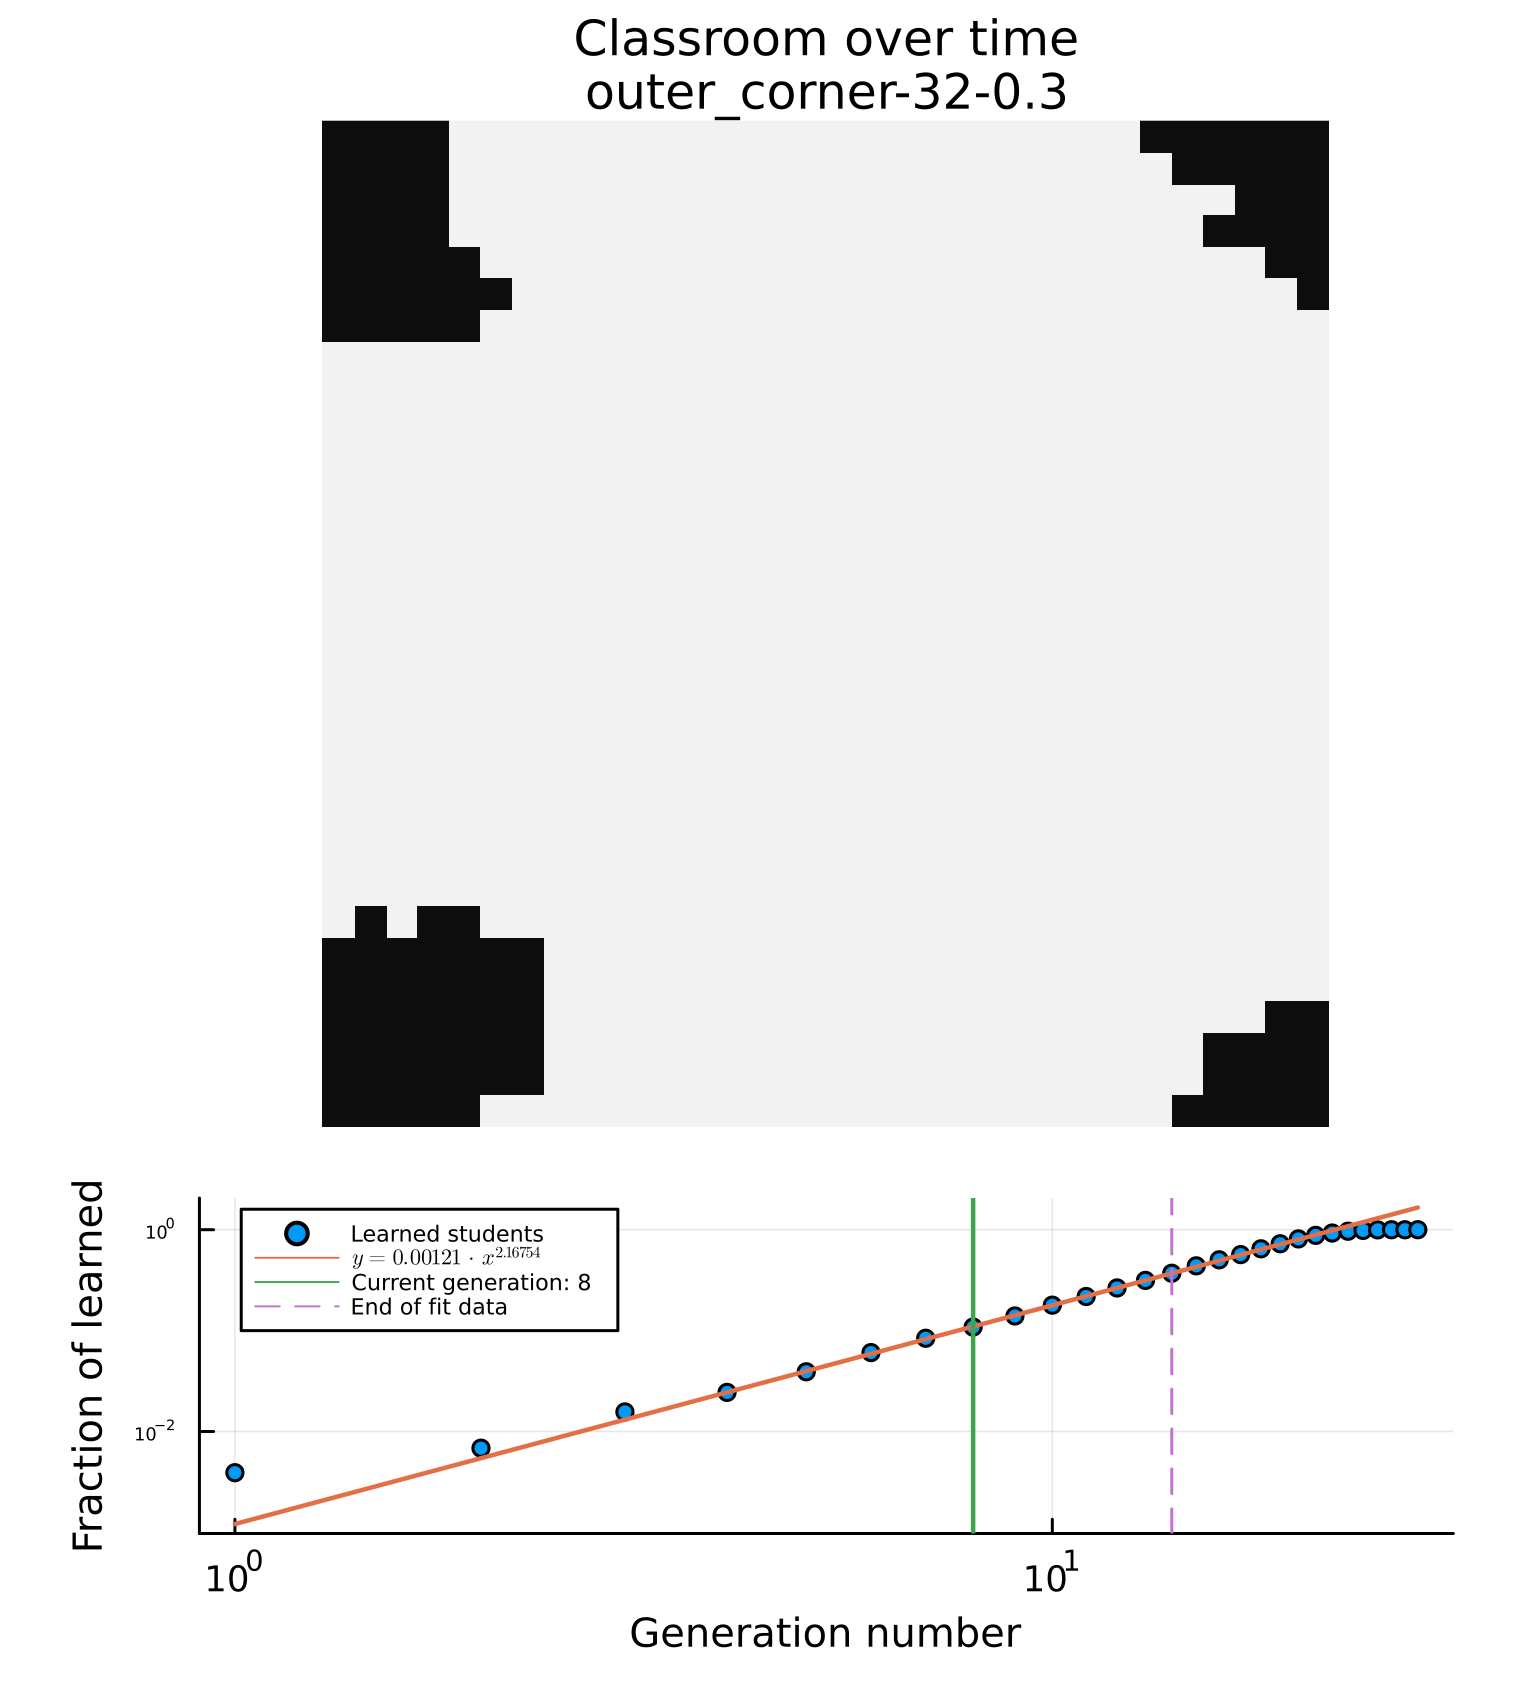 Classroom over time
outer_corner-32-0.3
Fraction of learned
10^0
10^−2
Learned students
y = 0.00121 · x^2.16754
Current generation: 8
End of fit data
10^0
10^1
Generation number